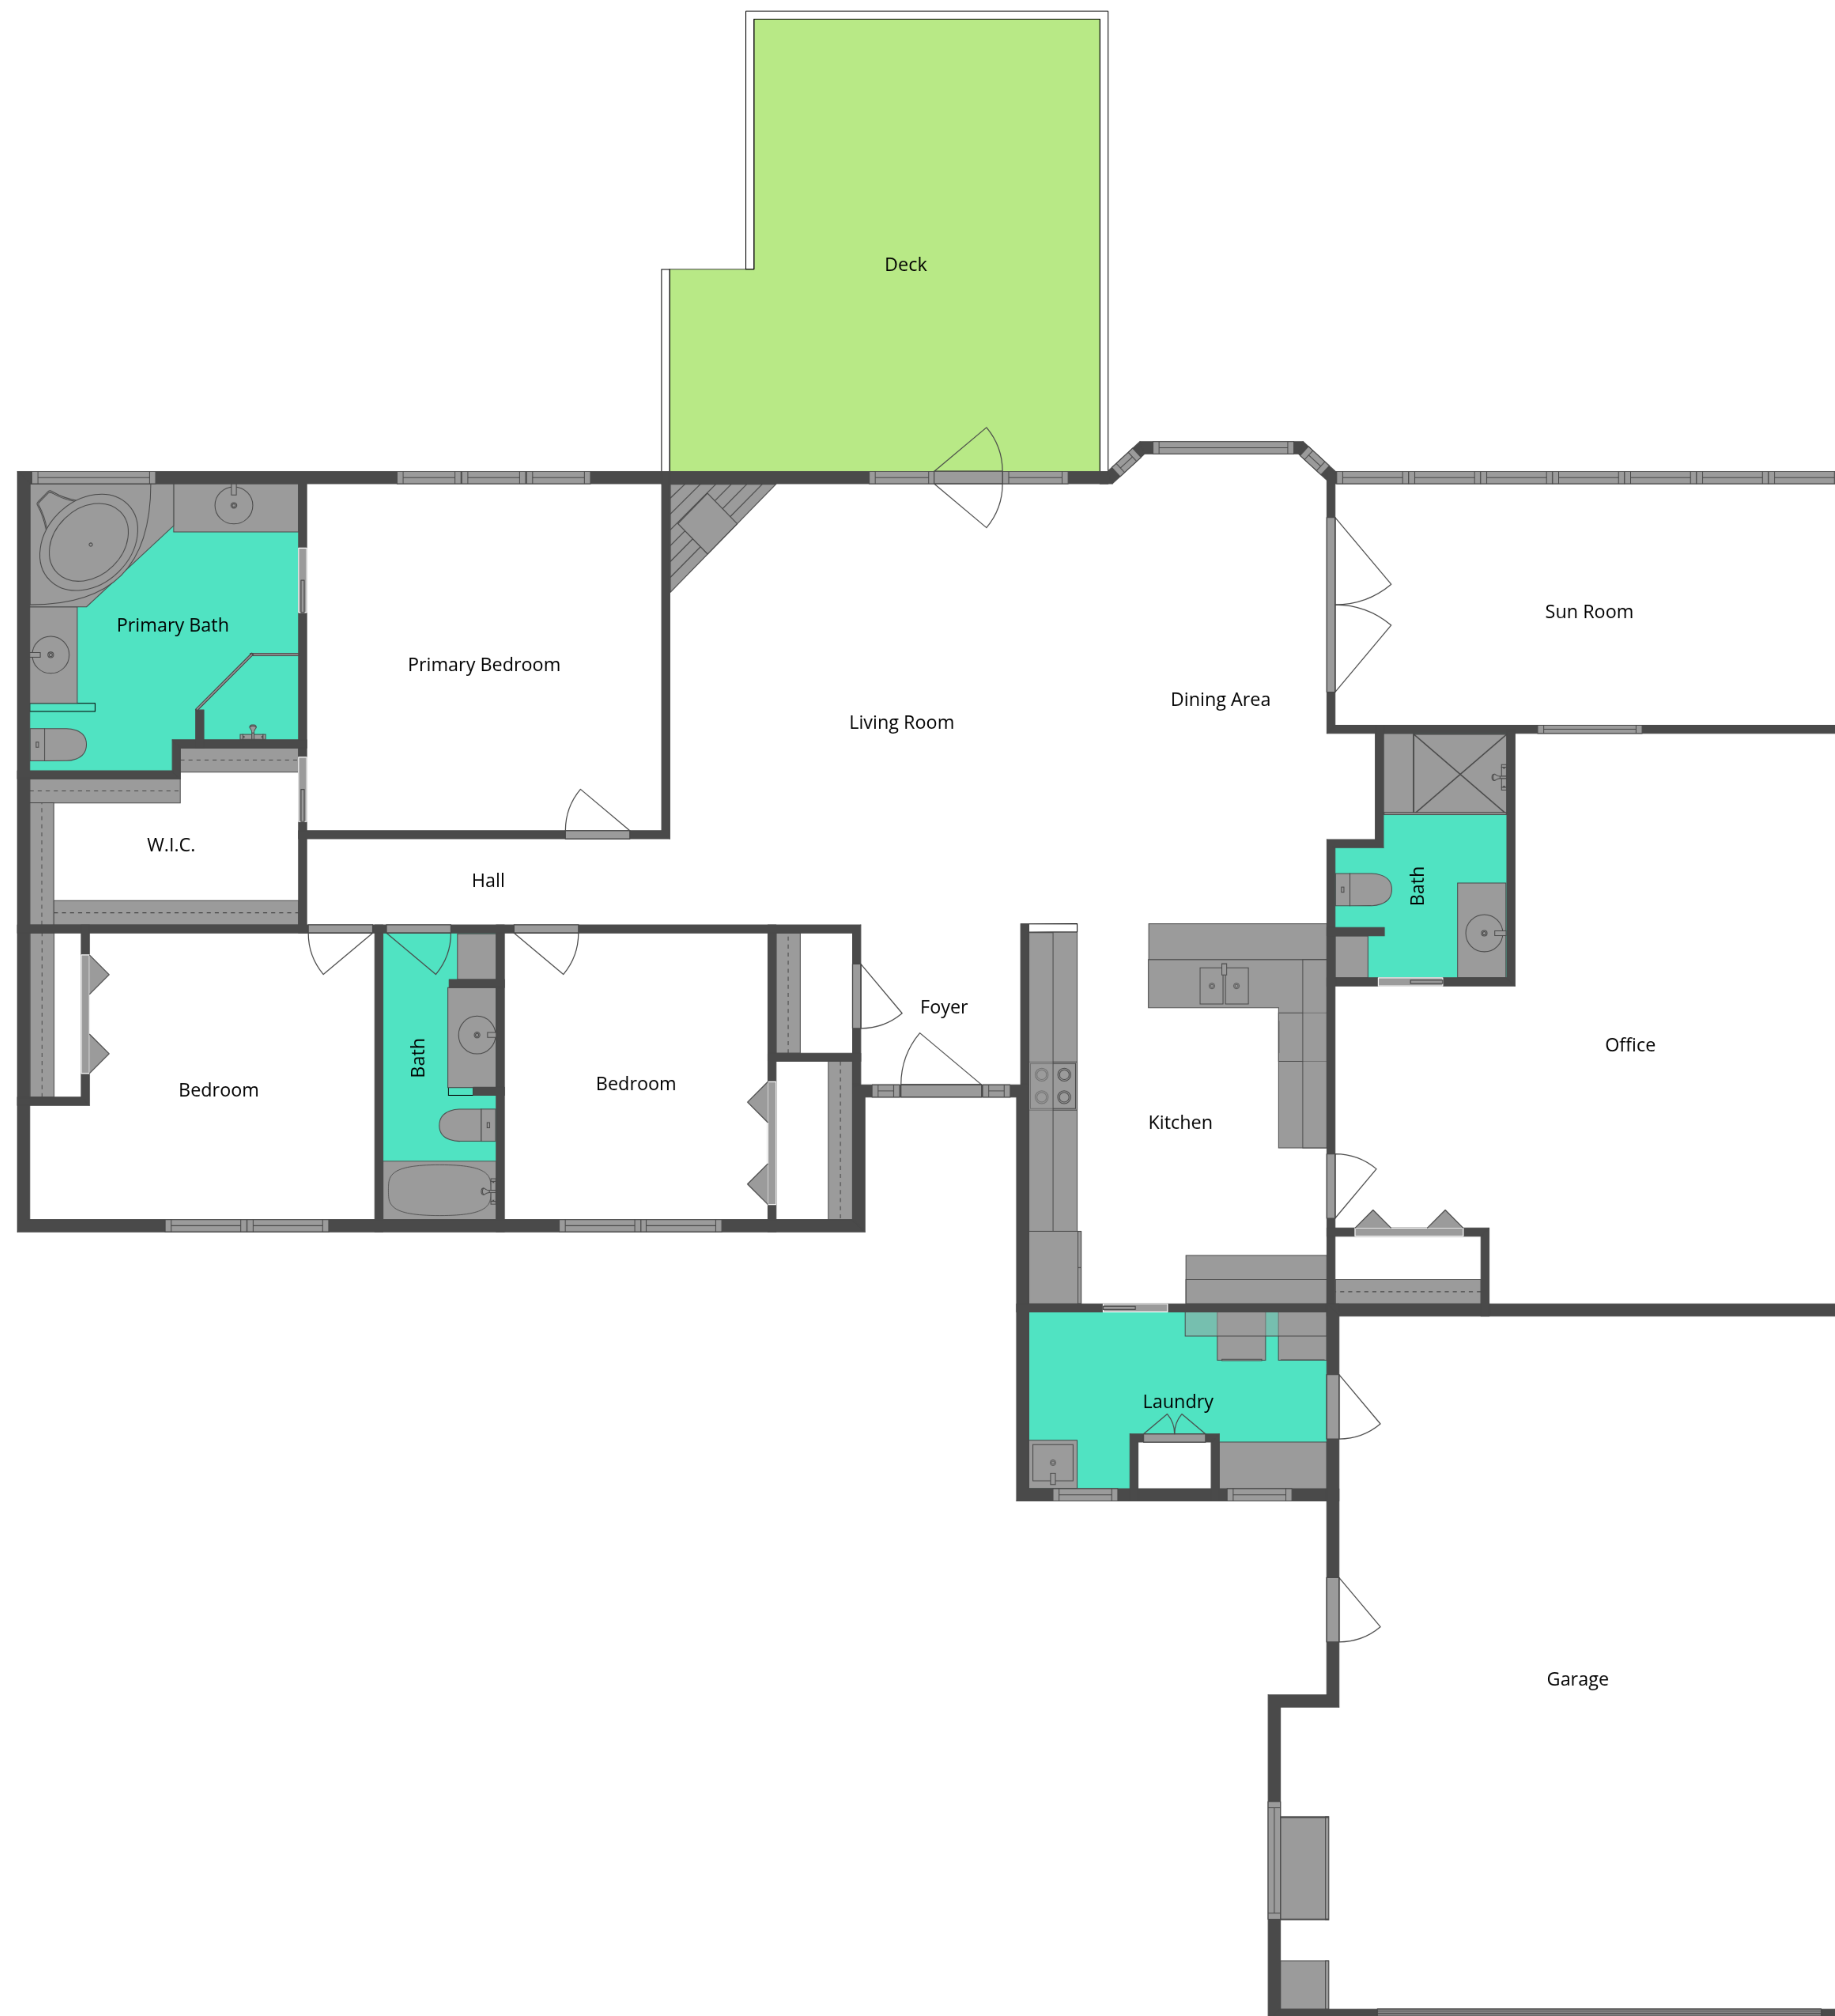 Deck
Primary Bath
Primary Bedroom
Living Room
Dining Area
Sun Room
W.I.C.
Hall
Bath
Foyer
Office
Bedroom
Bath
Bedroom
Kitchen
Laundry
Garage